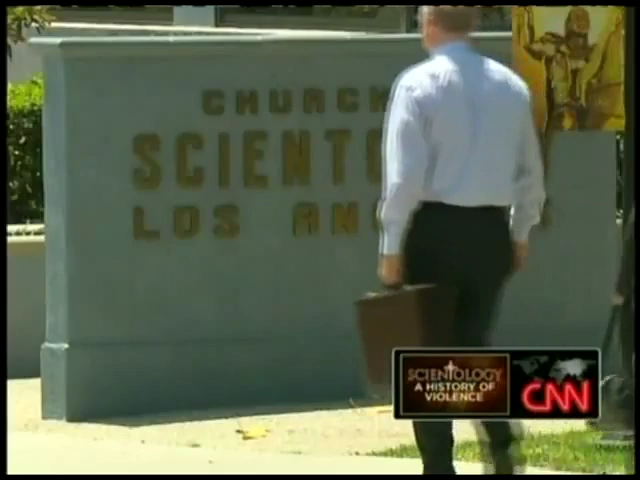 CHURCH
SCIENTO
LOS AN
SCIENTOLOGY
A HISTORY OF
VIOLENCE
CNN